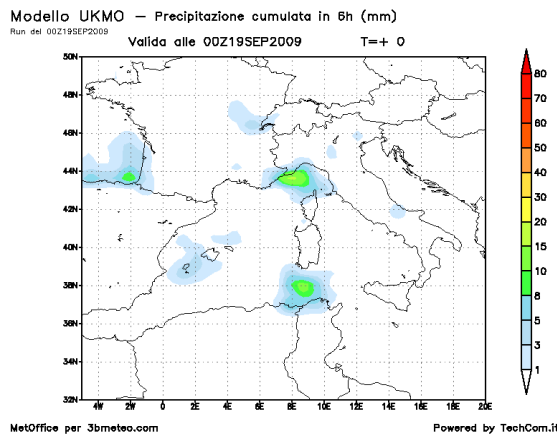 Modello UKMO — Precipitazione cumulata in 6h (mm)
Run del 00Z19SEP2009
Valida alle 00Z19SEP2009 T=+ 0
50N
48N
46N
44N
42N
40N
38N
36N
34N
32N
4W 2W 0 2E 4E 6E 8E 10E 12E 14E 16E 18E 20E
80
70
60
50
40
30
20
15
10
8
5
3
1
MetOffice per 3bmeteo.com Powered by TechCom.it